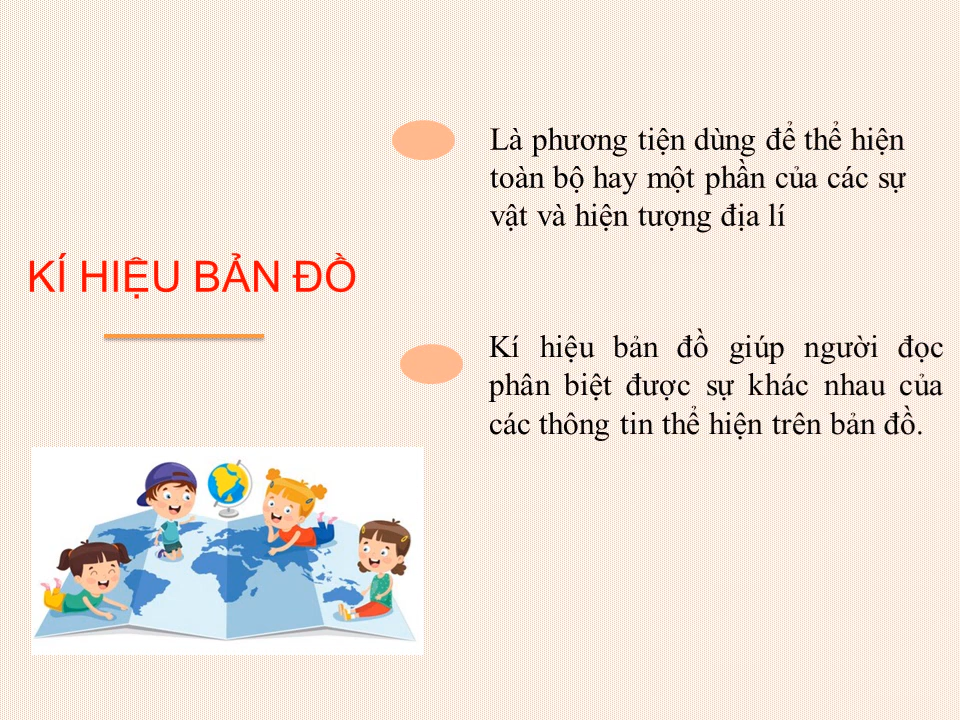 KÍ HIỆU BẢN ĐỒ
Là phương tiện dùng để thể hiện
toàn bộ hay một phần của các sự
vật và hiện tượng địa lí
Kí hiệu bản đồ giúp người đọc
phân biệt được sự khác nhau của
các thông tin thể hiện trên bản đồ.